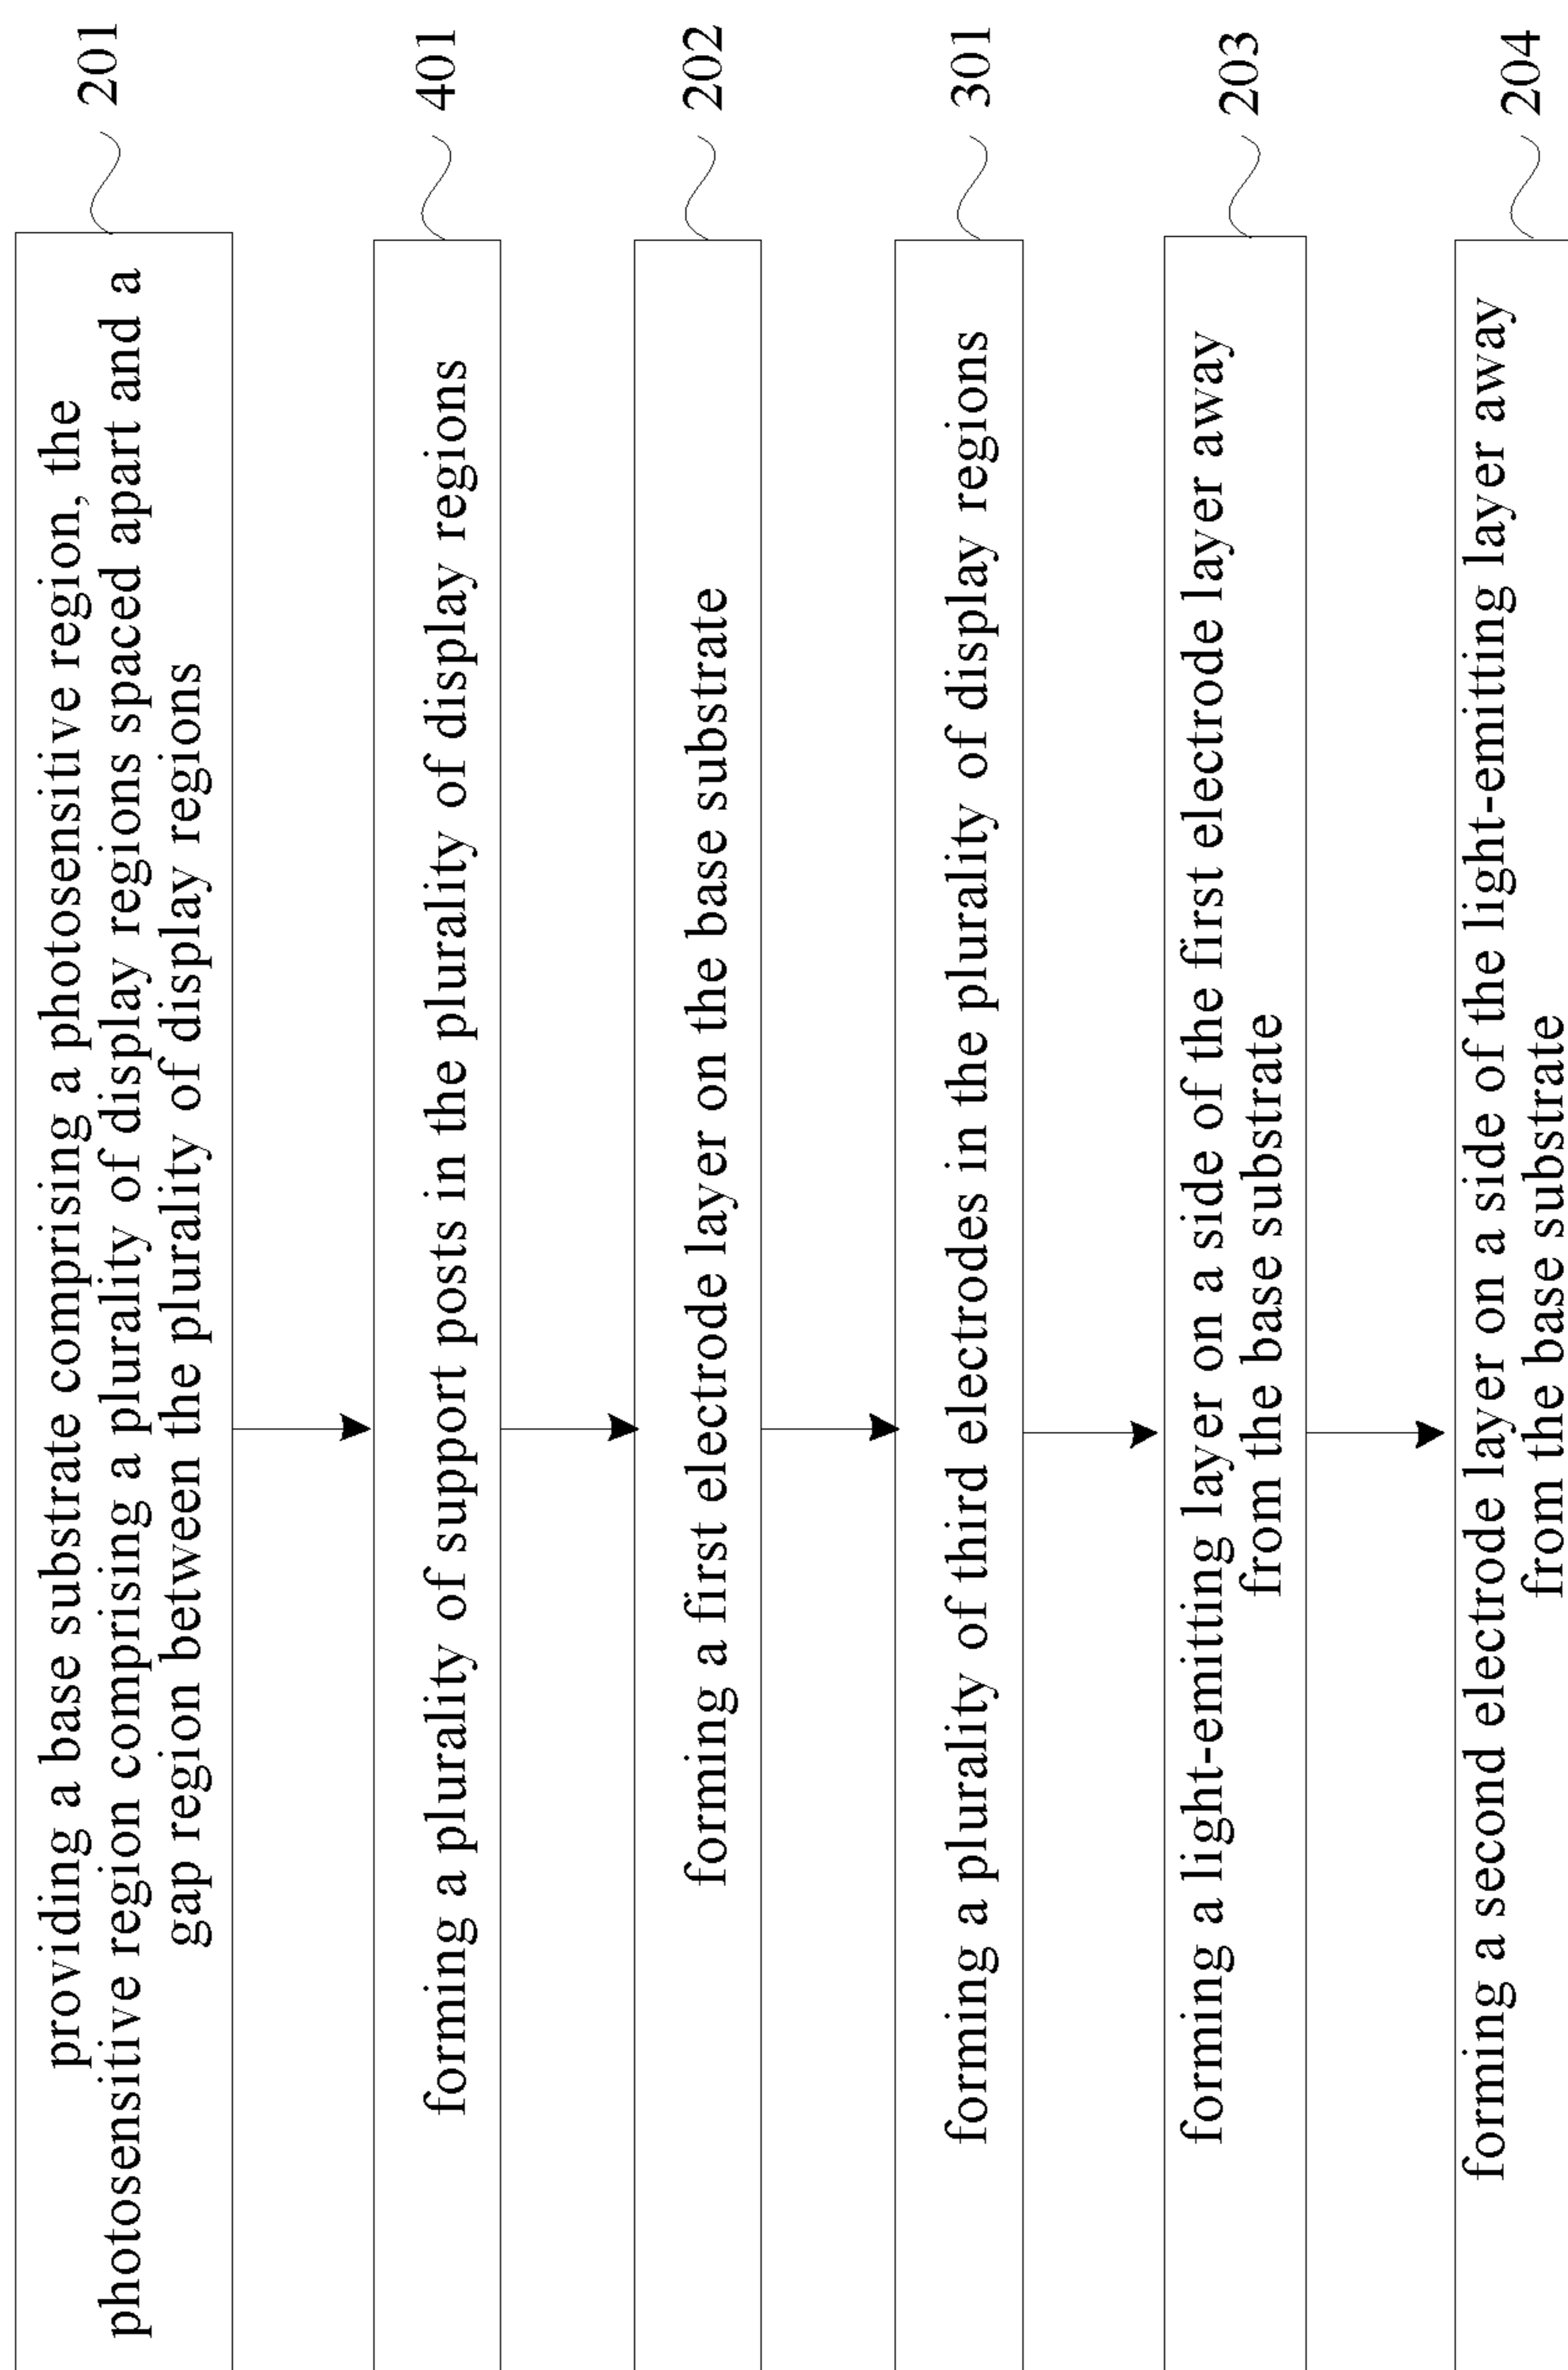 providing a base substrate comprising a photosensitive region, the
photosensitive region comprising a plurality of display regions spaced apart and a
gap region between the plurality of display regions
201
forming a plurality of support posts in the plurality of display regions
401
forming a first electrode layer on the base substrate
202
forming a plurality of third electrodes in the plurality of display regions
301
forming a light-emitting layer on a side of the first electrode layer away
from the base substrate
203
forming a second electrode layer on a side of the light-emitting layer away
from the base substrate
204